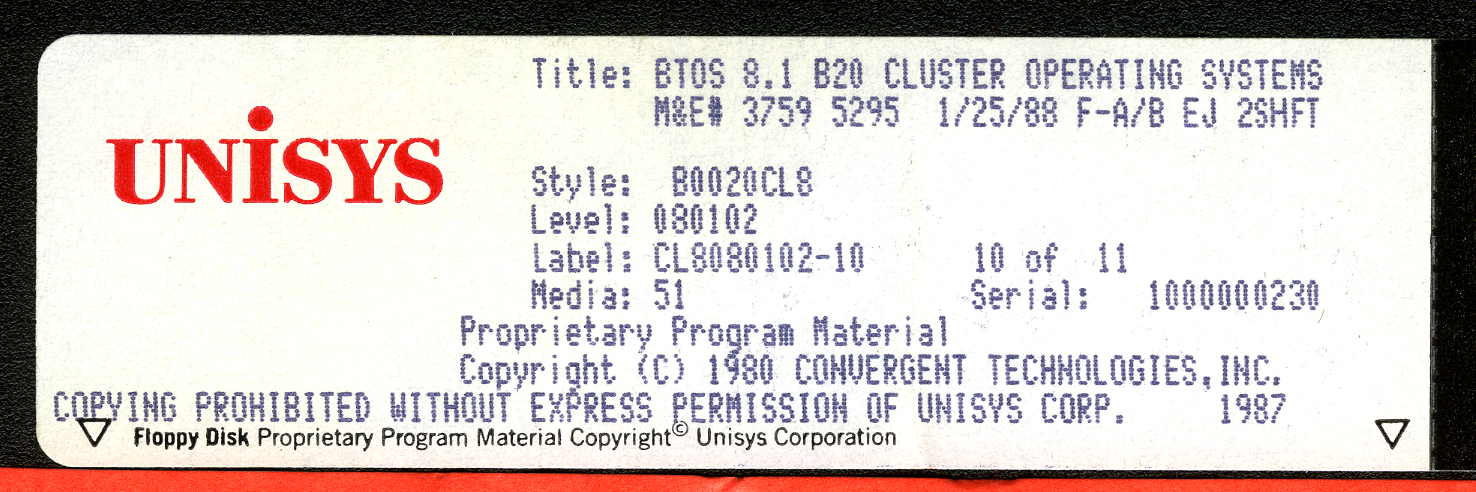 Title: BTOS 8.1 B20 CLUSTER OPERATING SYSTEMS
M&E# 3759 5295 1/25/88 F-A/B EJ 2SHFT
UNiSYS
Style: B0020CL8
Level: 080102
Label: CL8080102-10 10 of 11
Media: 51 Serial: 1000000230
Proprietary Program Material
Copyright (C) 1980 CONVERGENT TECHNOLOGIES,INC.
COPYING PROHIBITED WITHOUT EXPRESS PERMISSION OF UNISYS CORP. 1987
Floppy Disk Proprietary Program Material Copyright© Unisys Corporation